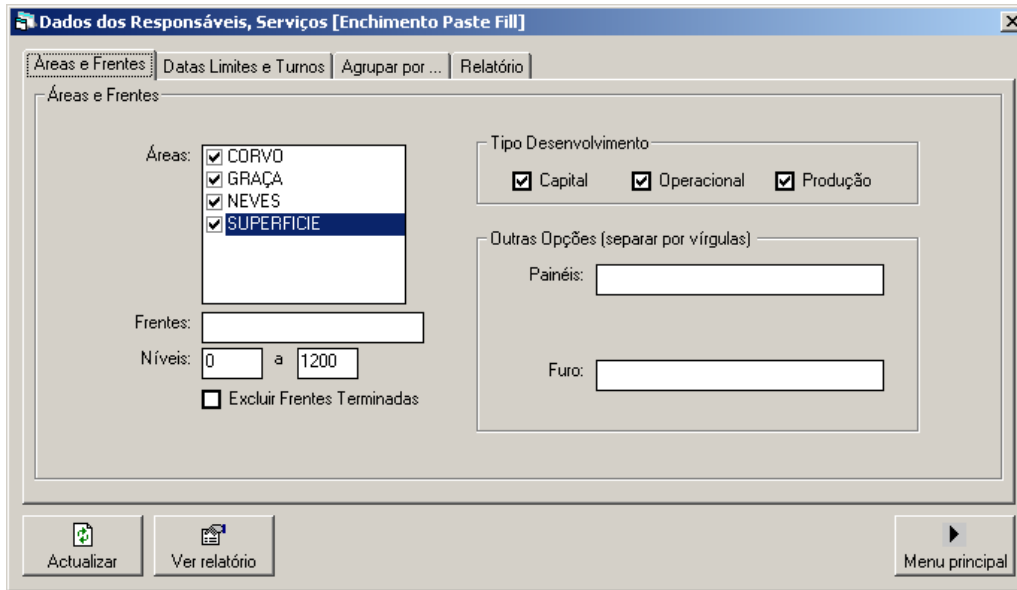 Dados dos Responsáveis, Serviços [Enchimento Paste Fill]
Áreas e Frentes
Datas Limites e Turnos
Agrupar por ...
Relatório
Áreas e Frentes
Áreas:
CORVO
GRAÇA
NEVES
SUPERFICIE
Frentes:
Níveis: 0 a 1200
Excluir Frentes Terminadas
Tipo Desenvolvimento
Capital
Operacional
Produção
Outras Opções (separar por vírgulas)
Painéis:
Furo:
Actualizar
Ver relatório
Menu principal